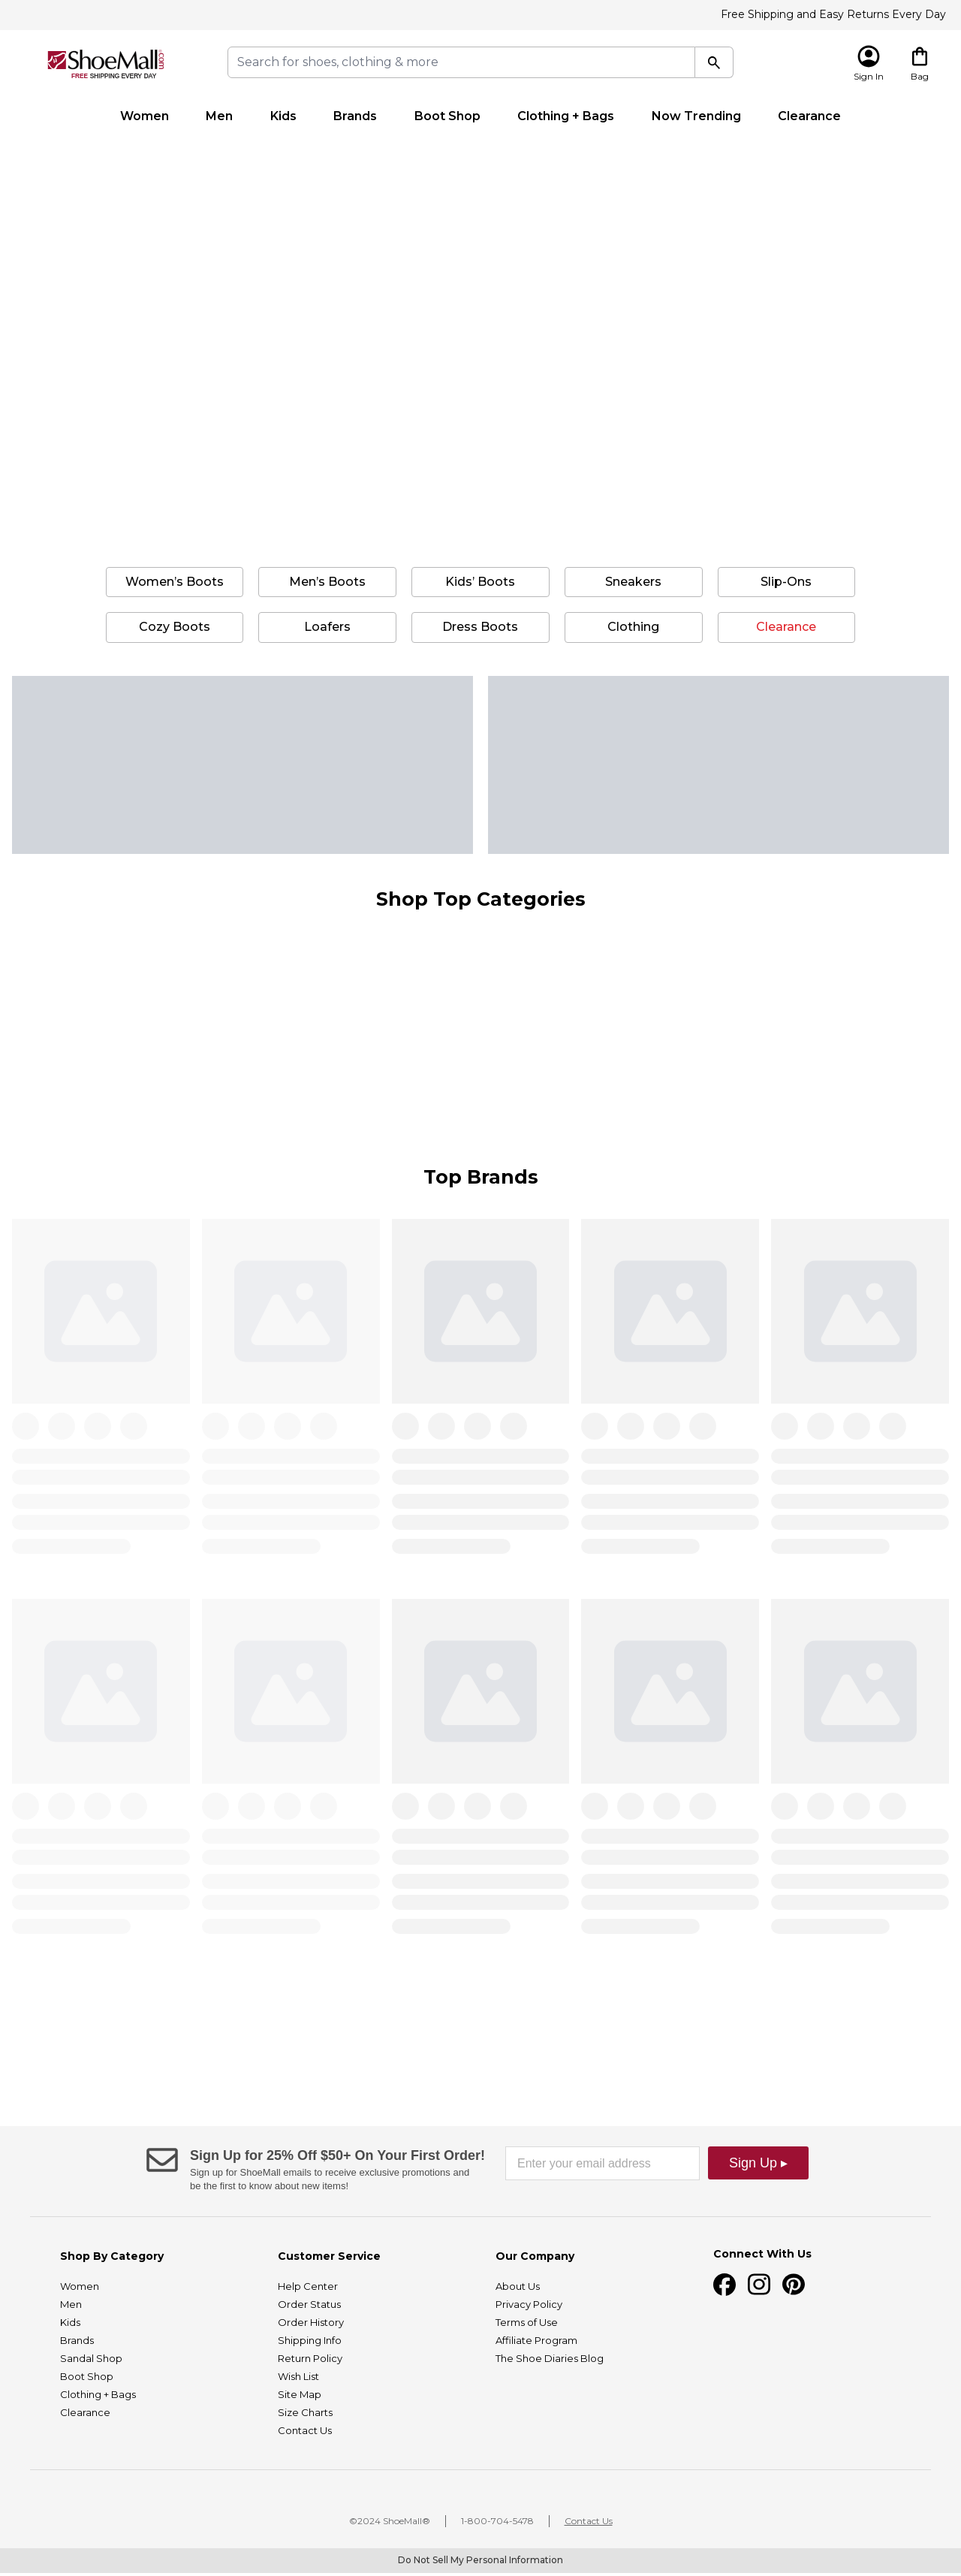 Free Shipping and Easy Returns Every Day
ShoeMall.com
FREE SHIPPING EVERY DAY
Search for shoes, clothing & more
Sign In
Bag
Women Men Kids Brands Boot Shop Clothing + Bags Now Trending Clearance
Women's Boots Men's Boots Kids' Boots Sneakers Slip-Ons
Cozy Boots Loafers Dress Boots Clothing Clearance
Shop Top Categories
Top Brands
Sign Up for 25% Off $50+ On Your First Order!
Sign up for ShoeMall emails to receive exclusive promotions and
be the first to know about new items!
Enter your email address
Sign Up ▸
Shop By Category
Women
Men
Kids
Brands
Sandal Shop
Boot Shop
Clothing + Bags
Clearance
Customer Service
Help Center
Order Status
Order History
Shipping Info
Return Policy
Wish List
Site Map
Size Charts
Contact Us
Our Company
About Us
Privacy Policy
Terms of Use
Affiliate Program
The Shoe Diaries Blog
Connect With Us
©2024 ShoeMall® 1-800-704-5478 Contact Us
Do Not Sell My Personal Information